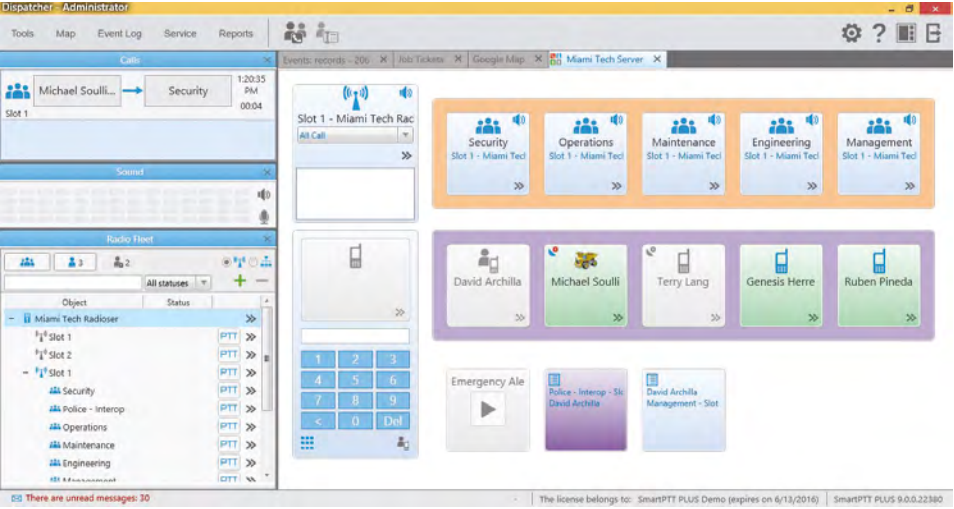 Dispatcher - Administrator
Tools Map Event Log Service Reports
Calls
Michael Soulli... Security 1:20:35 PM
00:04
Slot 1
Sound
Radio Fleet
3 2
All statuses
Object Status
Miami Tech Radioser
Slot 1 PTT
Slot 2 PTT
Slot 1 PTT
Security PTT
Police - Interop PTT
Operations PTT
Maintenance PTT
Engineering PTT
Management PTT
Events: records - 206 Job Tickets Google Map Miami Tech Server
Slot 1 - Miami Tech Rac
All Call
1 2 3
4 5 6
7 8 9
< 0 Del
Security Operations Maintenance Engineering Management
Slot 1 - Miami Tecl Slot 1 - Miami Tecl Slot 1 - Miami Tecl Slot 1 - Miami Tecl Slot 1 - Miami Tecl
David Archilla Michael Soulli Terry Lang Genesis Herre Ruben Pineda
Emergency Ale
Police - Interop - Slo
David Archilla
David Archilla
Management - Slot
There are unread messages: 30
The license belongs to: SmartPTT PLUS Demo (expires on 6/13/2016) SmartPTT PLUS 9.0.0.22380